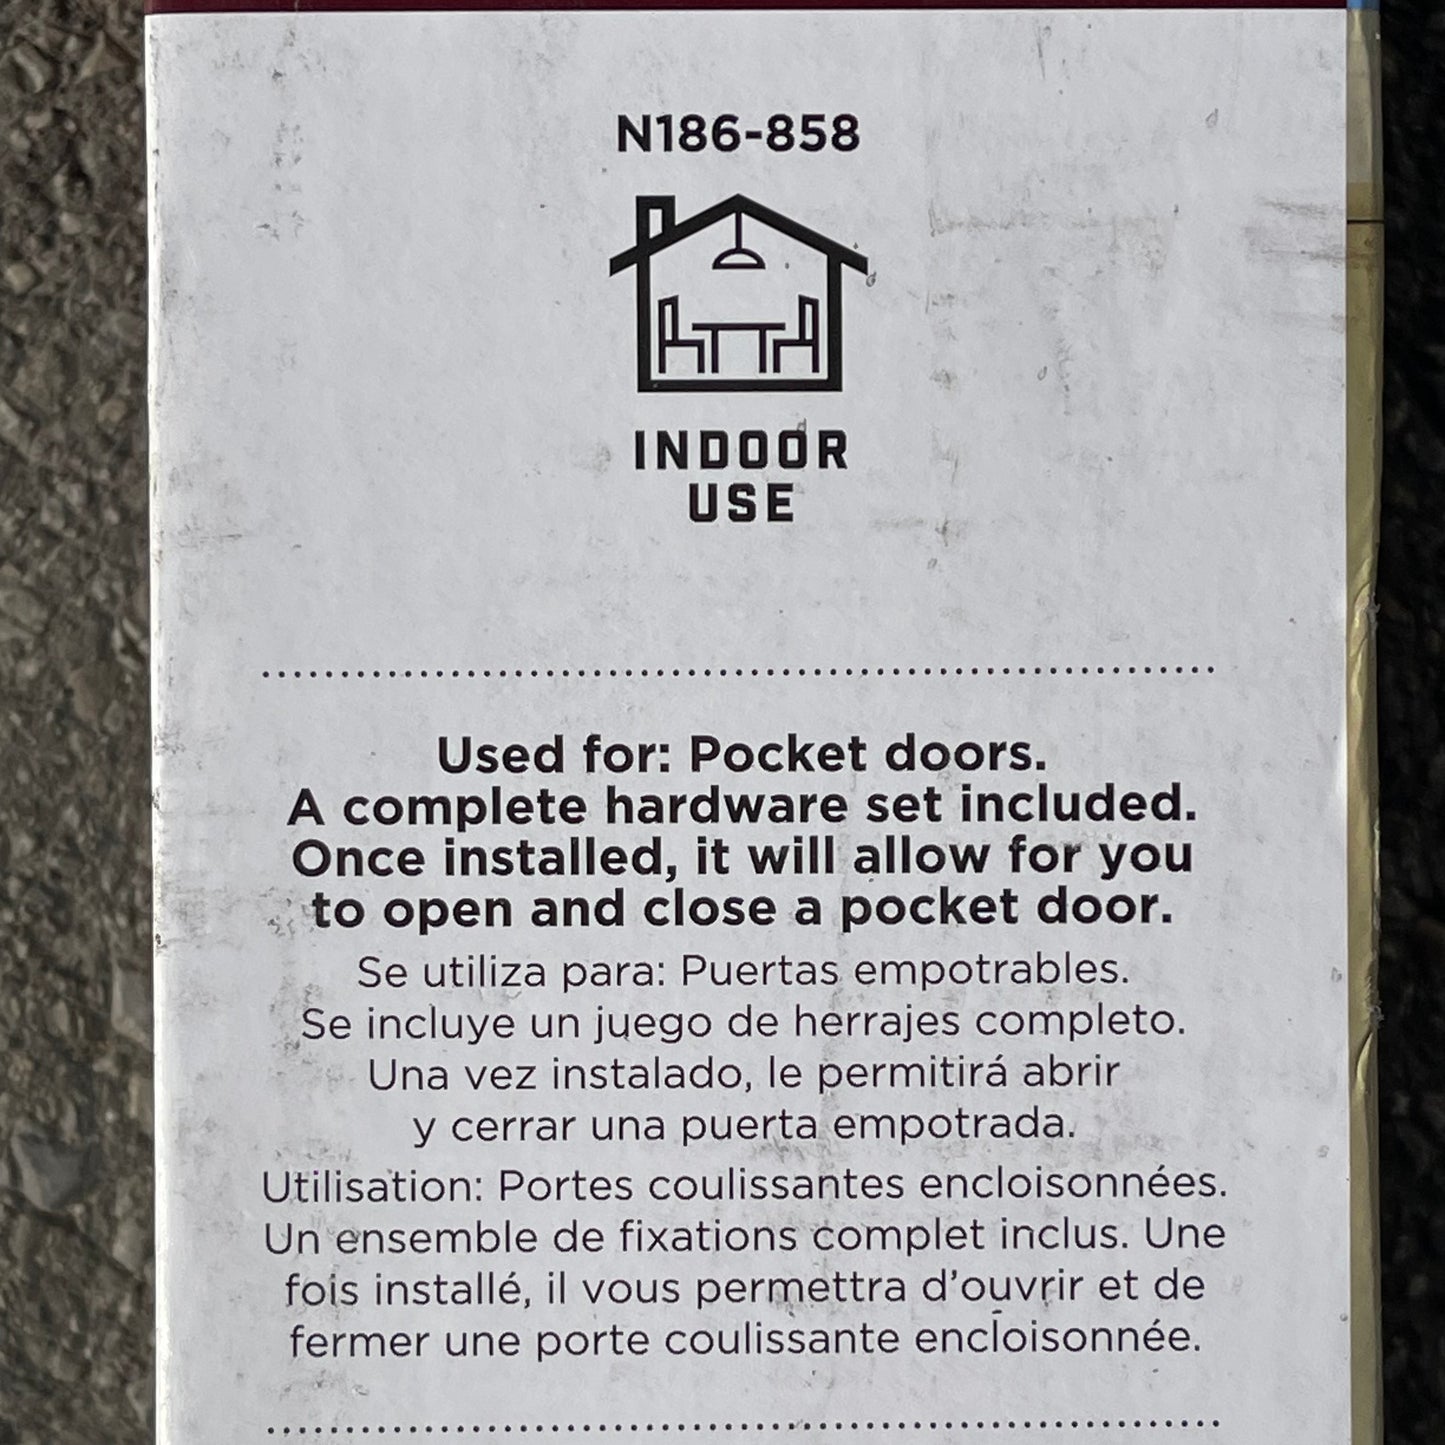 N186-858
INDOOR
USE
Used for: Pocket doors.
A complete hardware set included.
Once installed, it will allow for you
to open and close a pocket door.
Se utiliza para: Puertas empotrables.
Se incluye un juego de herrajes completo.
Una vez instalado, le permitirá abrir
y cerrar una puerta empotrada.
Utilisation: Portes coulissantes encloisonnées.
Un ensemble de fixations complet inclus. Une
fois installé, il vous permettra d’ouvrir et de
fermer une porte coulissante encloisonnée.